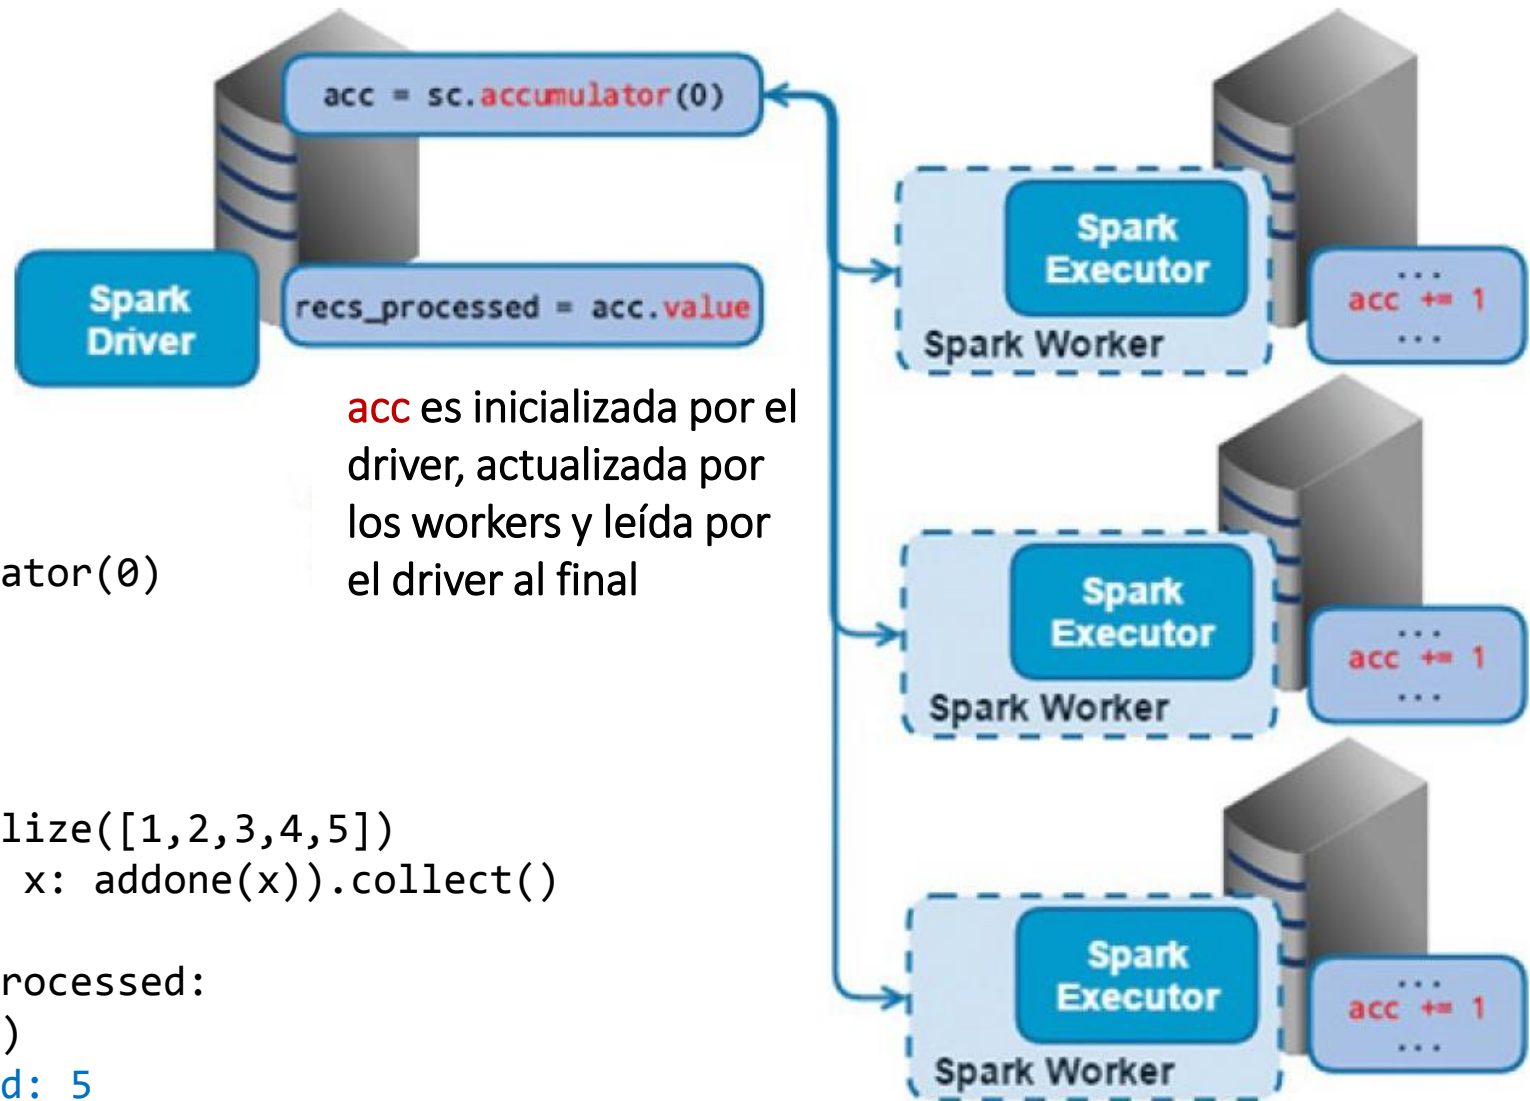 acc = sc.accumulator(0)
Spark
Driver
recs_processed = acc.value
acc es inicializada por el
driver, actualizada por
los workers y leída por
el driver al final
ator(0)
lize([1,2,3,4,5])
x: addone(x)).collect()
rocessed:
)
d: 5
Spark
Executor
Spark Worker
...
acc += 1
...
Spark
Executor
Spark Worker
...
acc += 1
...
Spark
Executor
Spark Worker
...
acc += 1
...